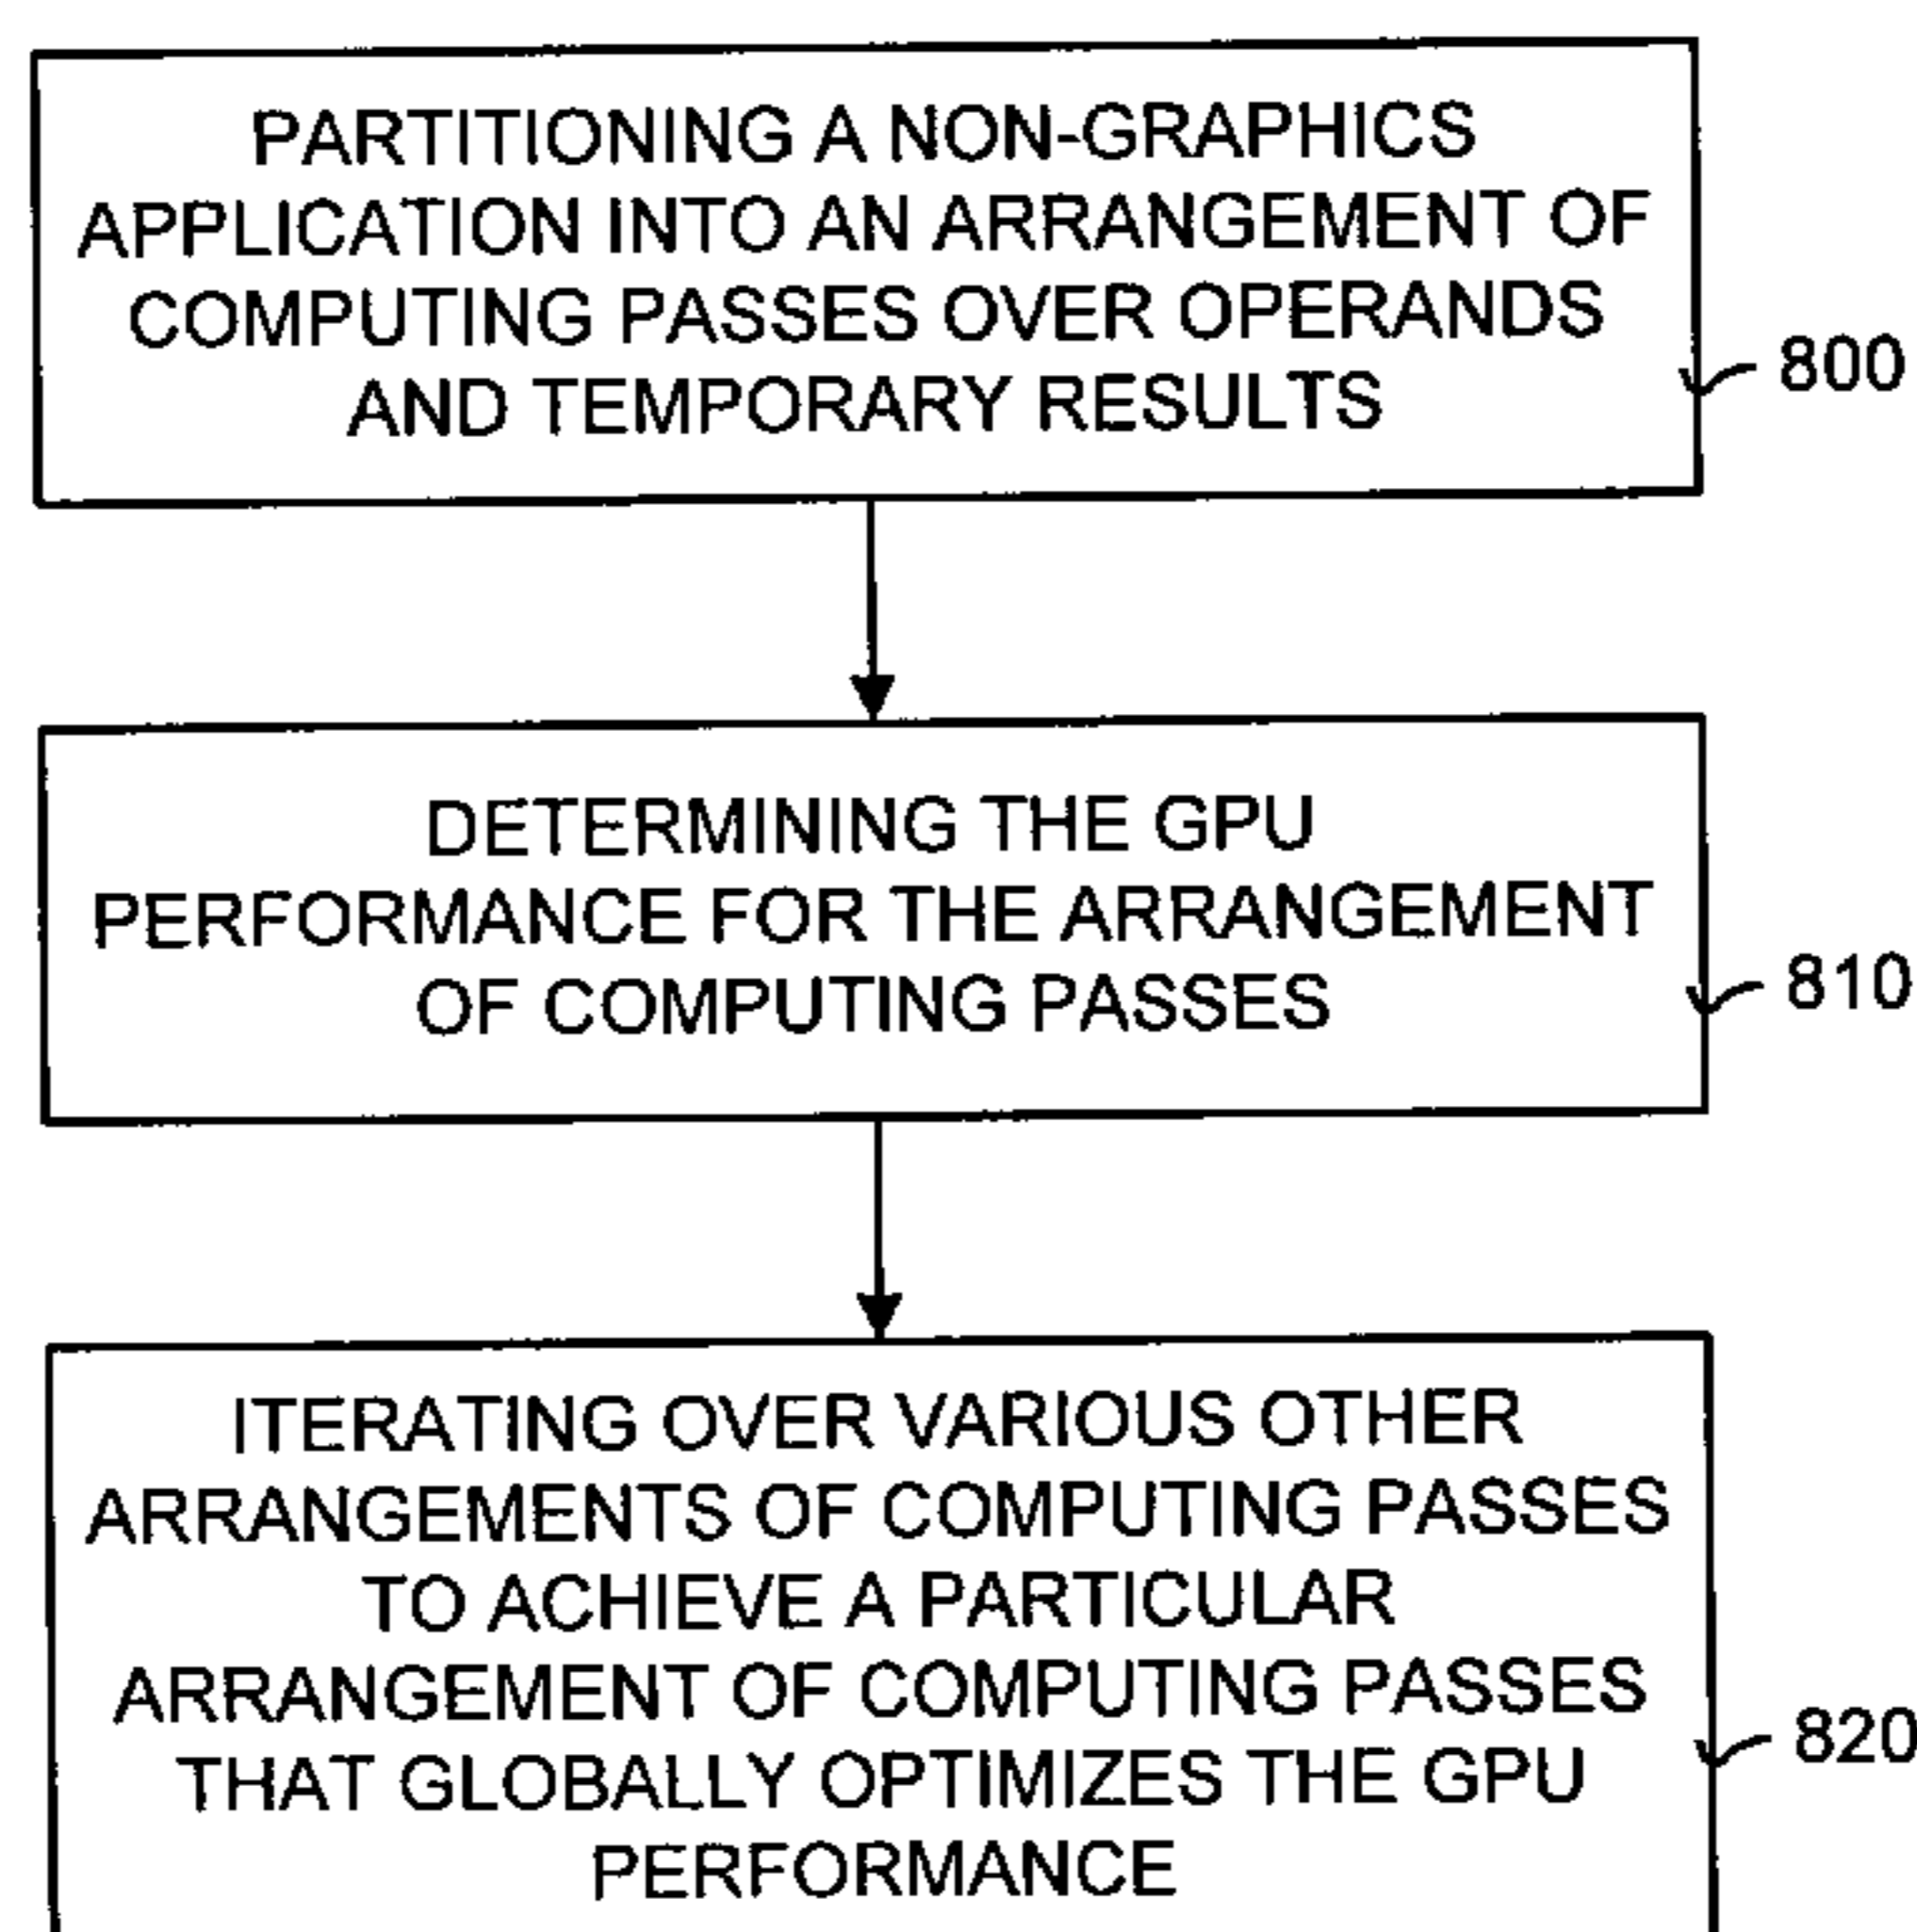 PARTITIONING A NON-GRAPHICS
APPLICATION INTO AN ARRANGEMENT OF
COMPUTING PASSES OVER OPERANDS
AND TEMPORARY RESULTS
800
DETERMINING THE GPU
PERFORMANCE FOR THE ARRANGEMENT
OF COMPUTING PASSES
810
ITERATING OVER VARIOUS OTHER
ARRANGEMENTS OF COMPUTING PASSES
TO ACHIEVE A PARTICULAR
ARRANGEMENT OF COMPUTING PASSES
THAT GLOBALLY OPTIMIZES THE GPU
PERFORMANCE
820